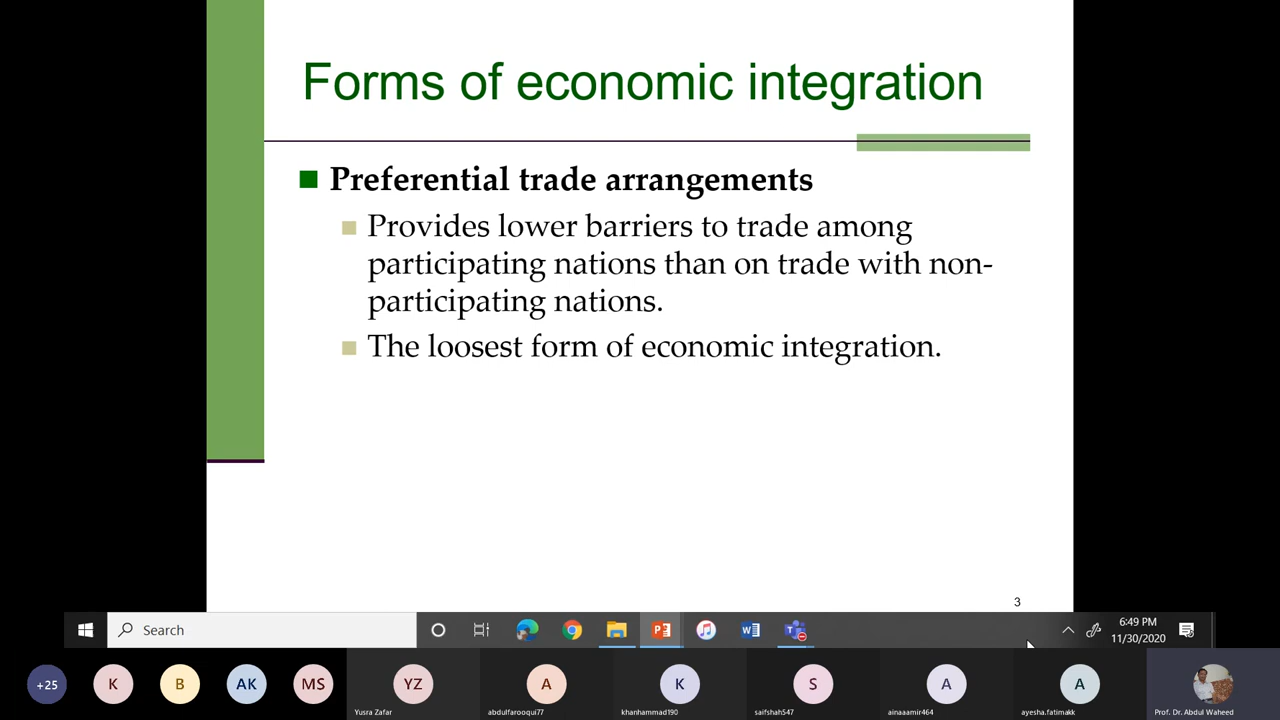 Forms of economic integration
Preferential trade arrangements
Provides lower barriers to trade among
participating nations than on trade with non-
participating nations.
The loosest form of economic integration.
3
Search
6:49 PM
11/30/2020
+25
K
B
AK
MS
YZ
A
K
S
A
A
Yusra Zafar
abdulfarooqui77
khanhammad190
saifshah547
ainaaamir464
ayesha.fatimakk
Prof. Dr. Abdul Waheed